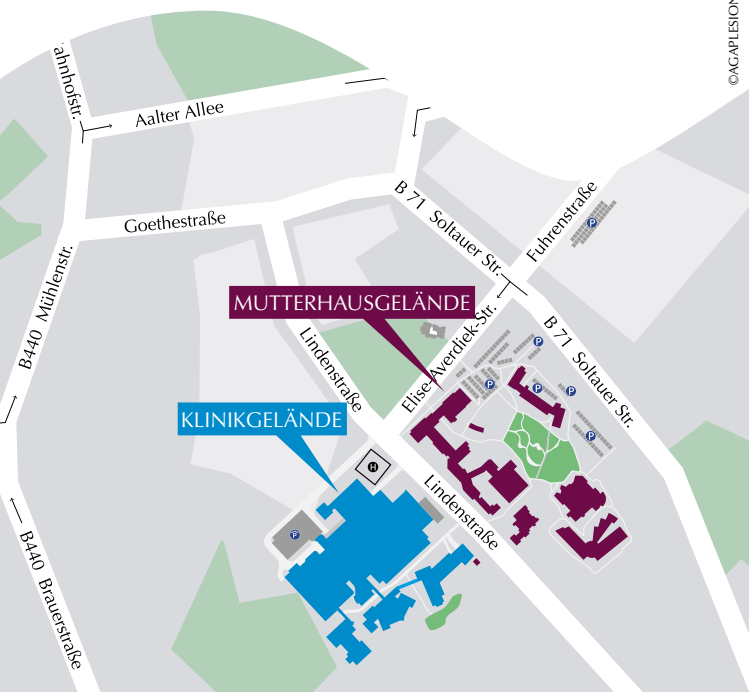 ©AGAPLESION
ahnhofstr.
Aalter Allee
Goethestraße
B 71 Soltauer Str.
Fuhrenstraße
P
B440 Mühlenstr.
MUTTERHAUSGELÄNDE
Elise-Averdiek-Str.
B 71 Soltauer Str.
Lindenstraße
P
P
P
P
P
KLINIKGELÄNDE
H
Lindenstraße
P
B440 Brauerstraße